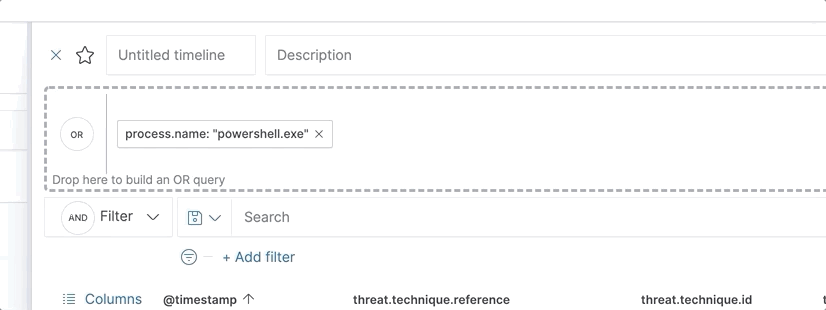 Untitled timeline Description
OR process.name: "powershell.exe"
Drop here to build an OR query
AND Filter Search
+ Add filter
Columns @timestamp threat.technique.reference threat.technique.id